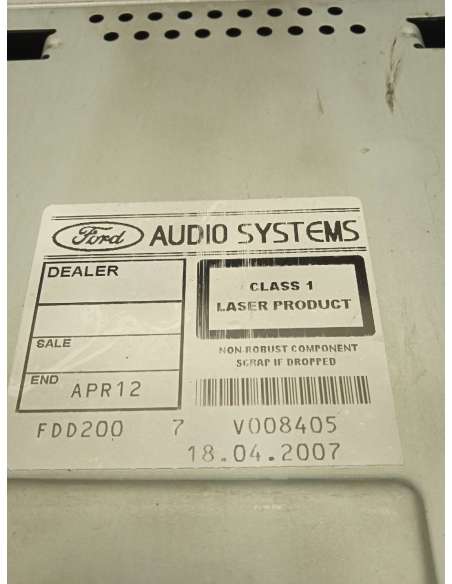 Ford AUDIO SYSTEMS
DEALER
CLASS 1
LASER PRODUCT
SALE
NON ROBUST COMPONENT
SCRAP IF DROPPED
END APR12
FDD200 7 V008405
18.04.2007